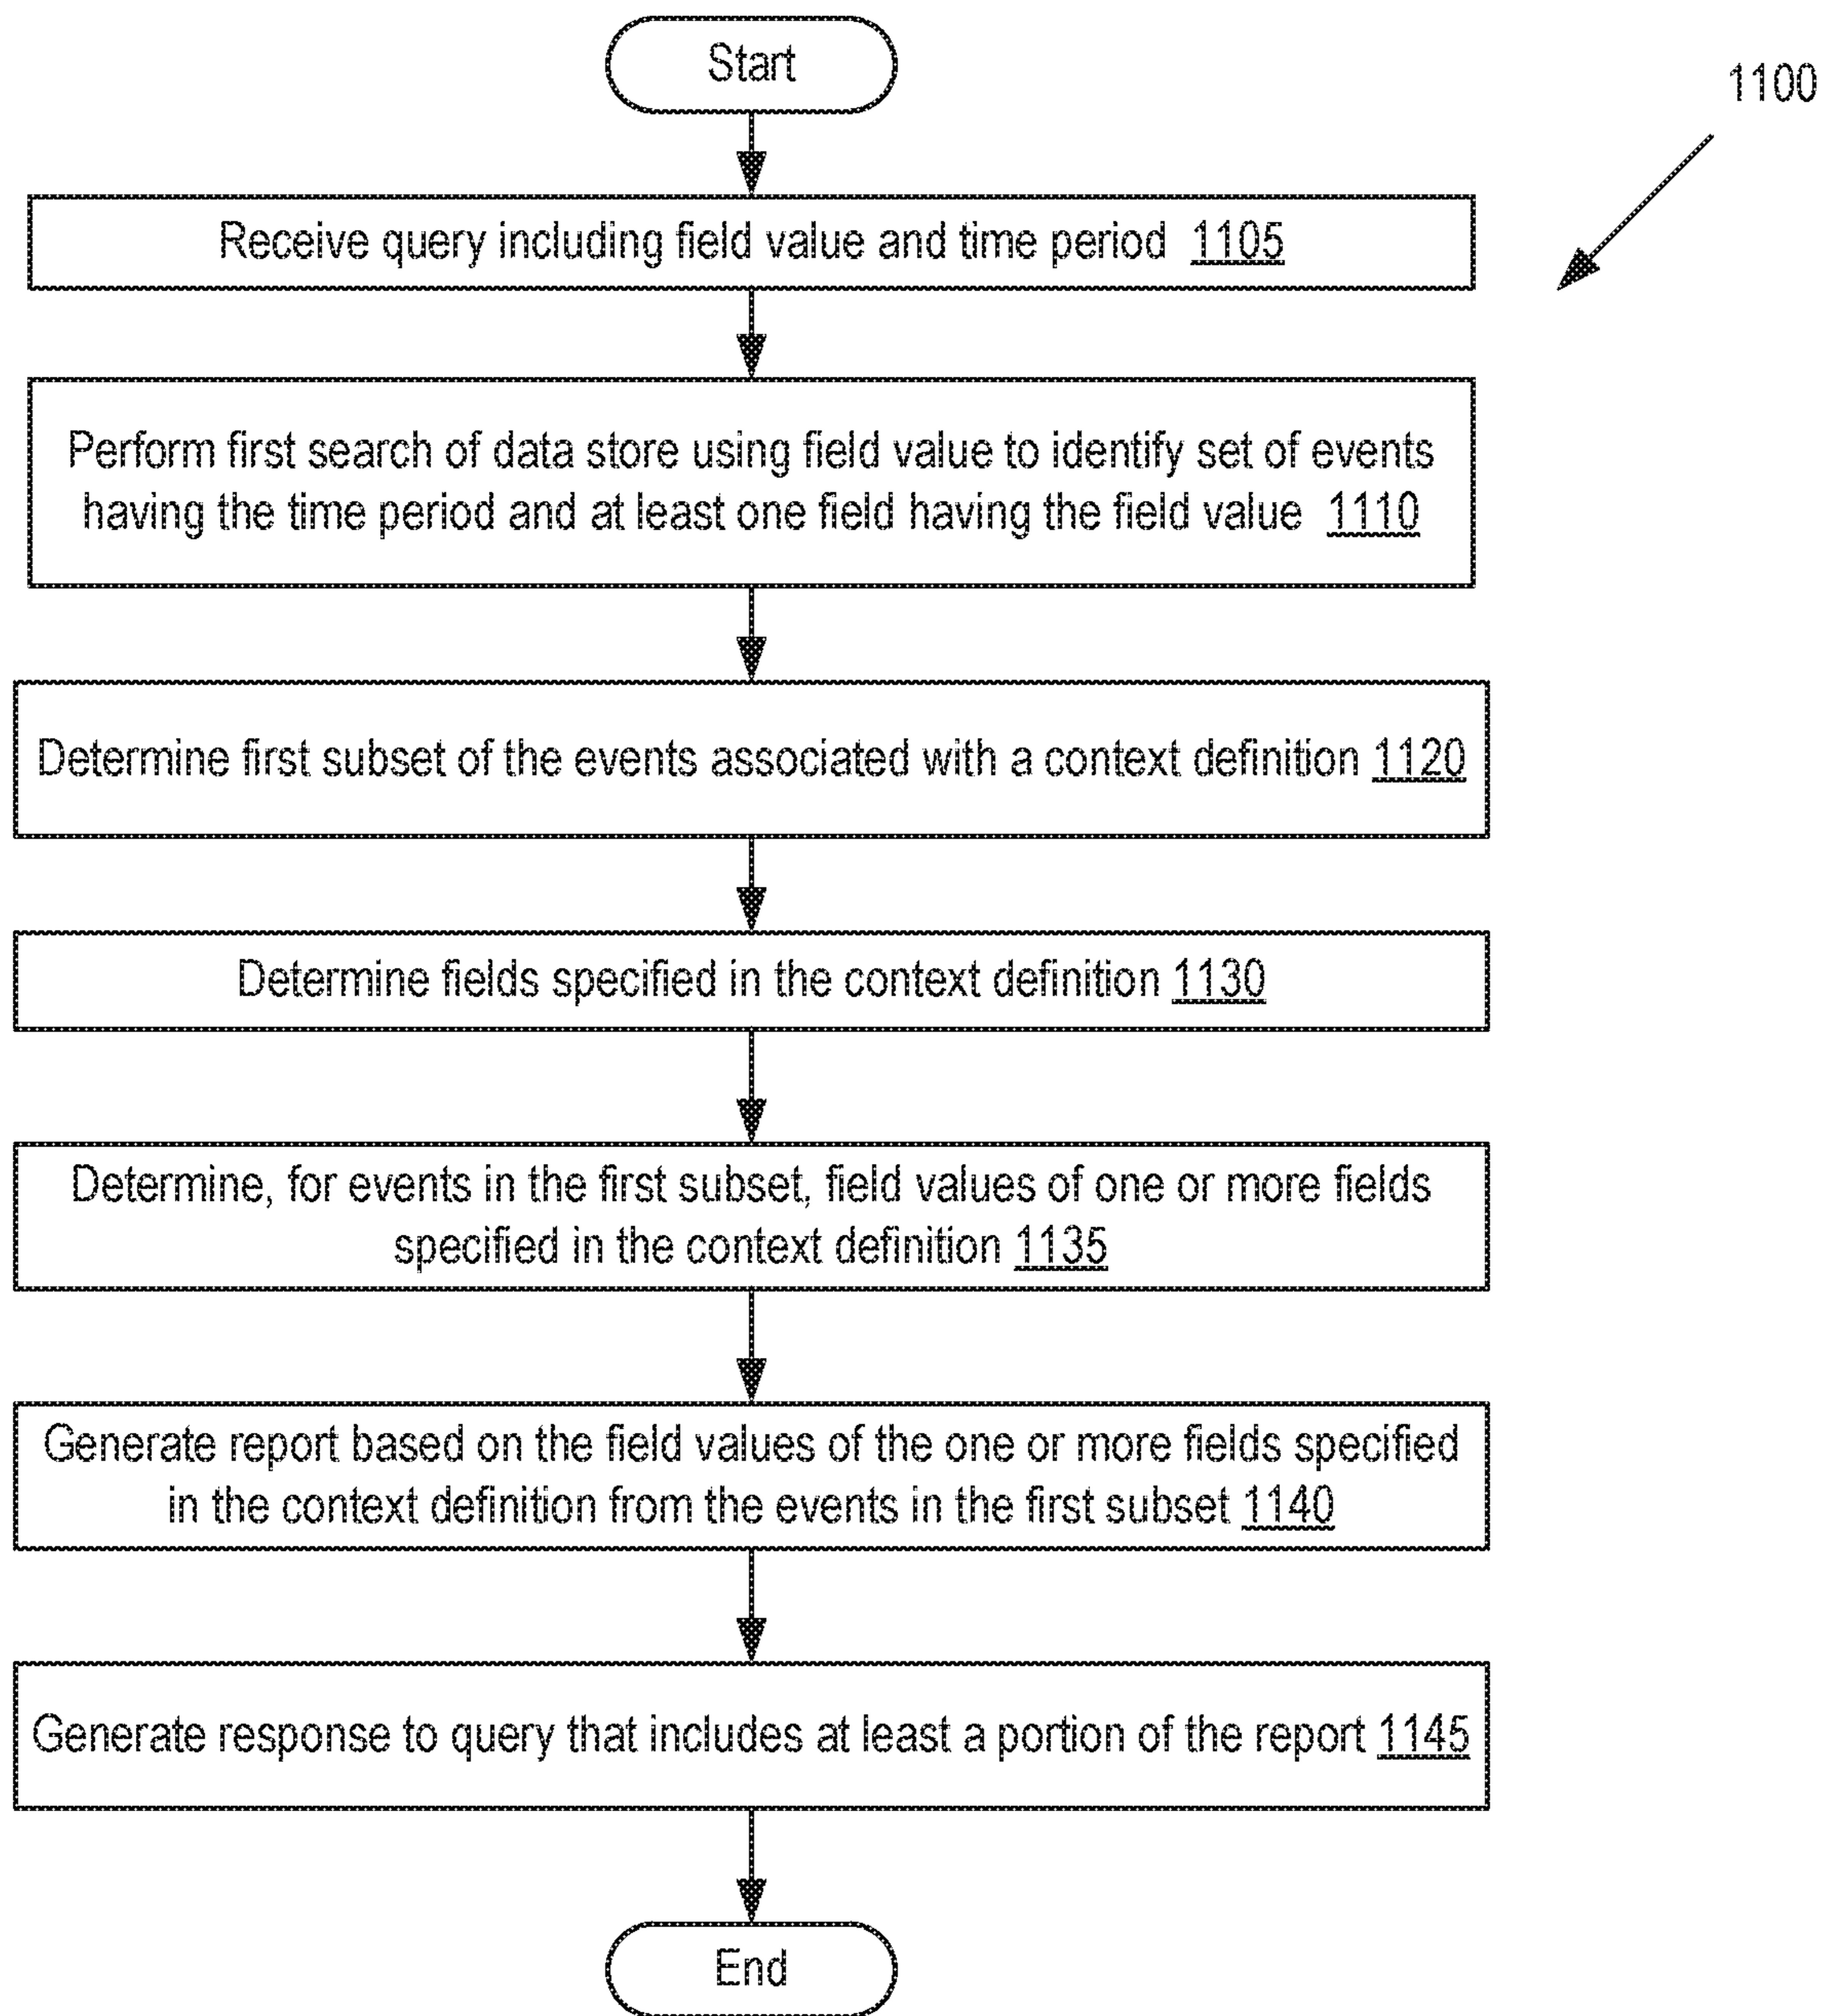 Start
1100
Receive query including field value and time period 1105
Perform first search of data store using field value to identify set of events
having the time period and at least one field having the field value 1110
Determine first subset of the events associated with a context definition 1120
Determine fields specified in the context definition 1130
Determine, for events in the first subset, field values of one or more fields
specified in the context definition 1135
Generate report based on the field values of the one or more fields specified
in the context definition from the events in the first subset 1140
Generate response to query that includes at least a portion of the report 1145
End